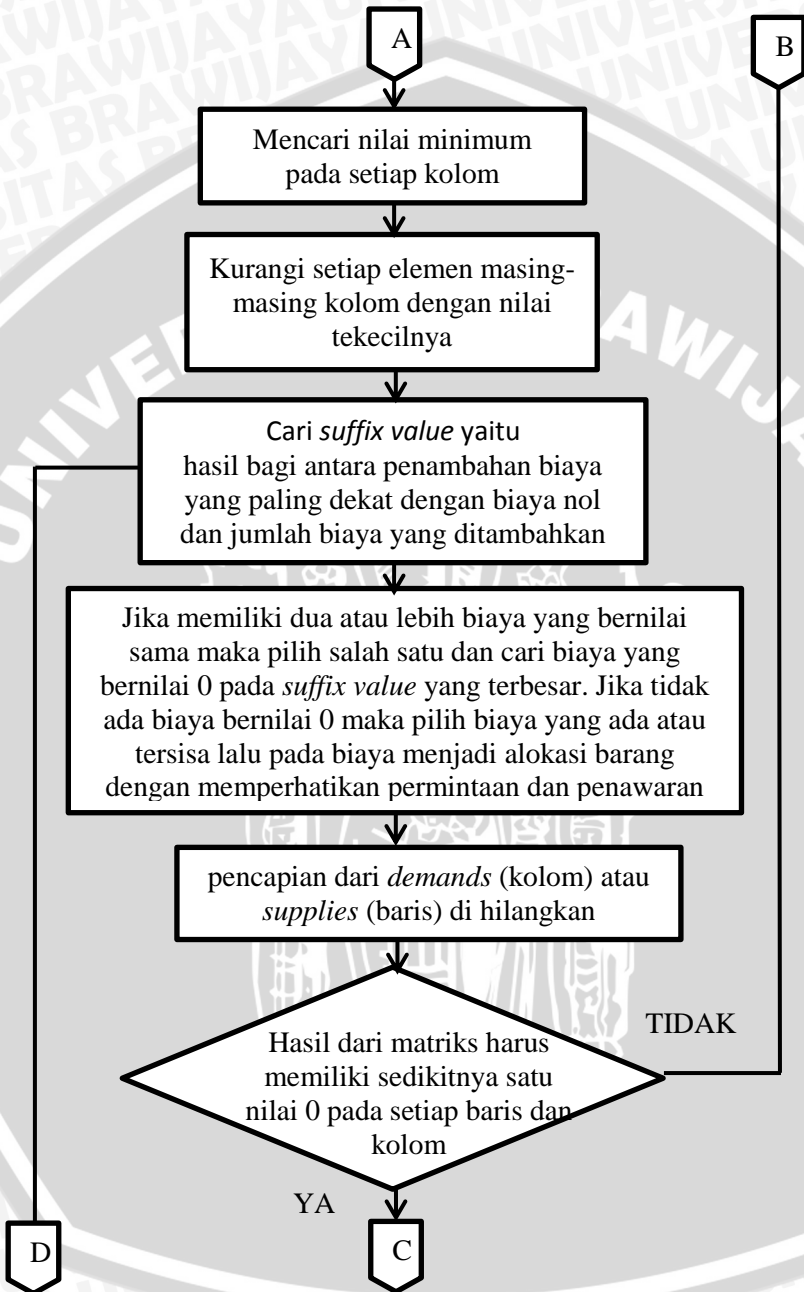 A
B
Mencari nilai minimum
pada setiap kolom
Kurangi setiap elemen masing-
masing kolom dengan nilai
tekecilnya
Cari suffix value yaitu
hasil bagi antara penambahan biaya
yang paling dekat dengan biaya nol
dan jumlah biaya yang ditambahkan
Jika memiliki dua atau lebih biaya yang bernilai
sama maka pilih salah satu dan cari biaya yang
bernilai 0 pada suffix value yang terbesar. Jika tidak
ada biaya bernilai 0 maka pilih biaya yang ada atau
tersisa lalu pada biaya menjadi alokasi barang
dengan memperhatikan permintaan dan penawaran
pencapian dari demands (kolom) atau
supplies (baris) di hilangkan
TIDAK
Hasil dari matriks harus
memiliki sedikitnya satu
nilai 0 pada setiap baris dan
kolom
YA
D
C